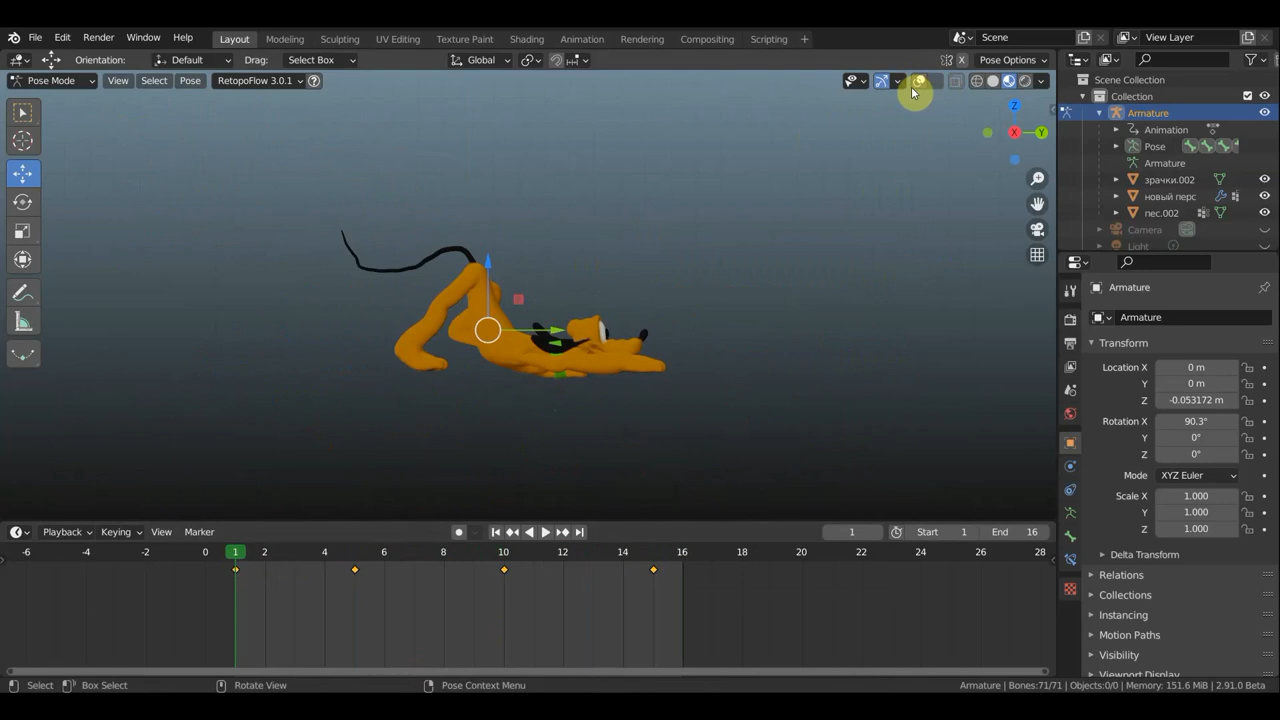 File Edit Render Window Help Layout Modeling Sculpting UV Editing Texture Paint Shading Animation Rendering Compositing Scripting + Scene View Layer
Orientation: Default Drag: Select Box Global X Pose Options
Pose Mode View Select Pose RetopoFlow 3.0.1 ?
Scene Collection
Collection
Armature
Animation
Pose
Armature
зрачки.002
новый перс
пес.002
Camera
Light
Z
X
Y
Armature
Armature
Transform
Location X 0 m
Y 0 m
Z -0.053172 m
Rotation X 90.3°
Y 0°
Z 0°
Mode XYZ Euler
Scale X 1.000
Y 1.000
Z 1.000
Delta Transform
Relations
Collections
Instancing
Motion Paths
Visibility
Viewport Display
Playback Keying View Marker 1 Start 1 End 16
-6 -4 -2 0 1 2 4 6 8 10 12 14 16 18 20 22 24 26 28
Select Box Select Rotate View Pose Context Menu Armature | Bones:71/71 | Objects:0/0 | Memory: 151.6 MiB | 2.91.0 Beta